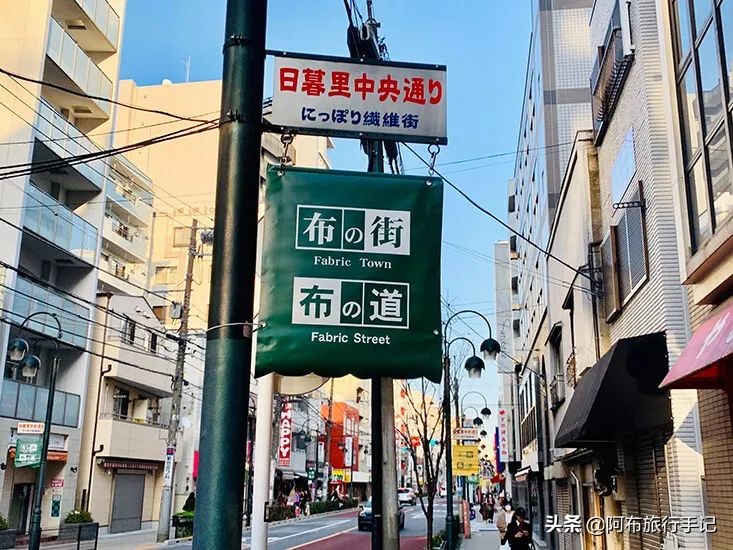 日暮里中央通り
にっぽり繊維街
布の街
Fabric Town
布の道
Fabric Street
HAPPY
头条 @阿布旅行手记